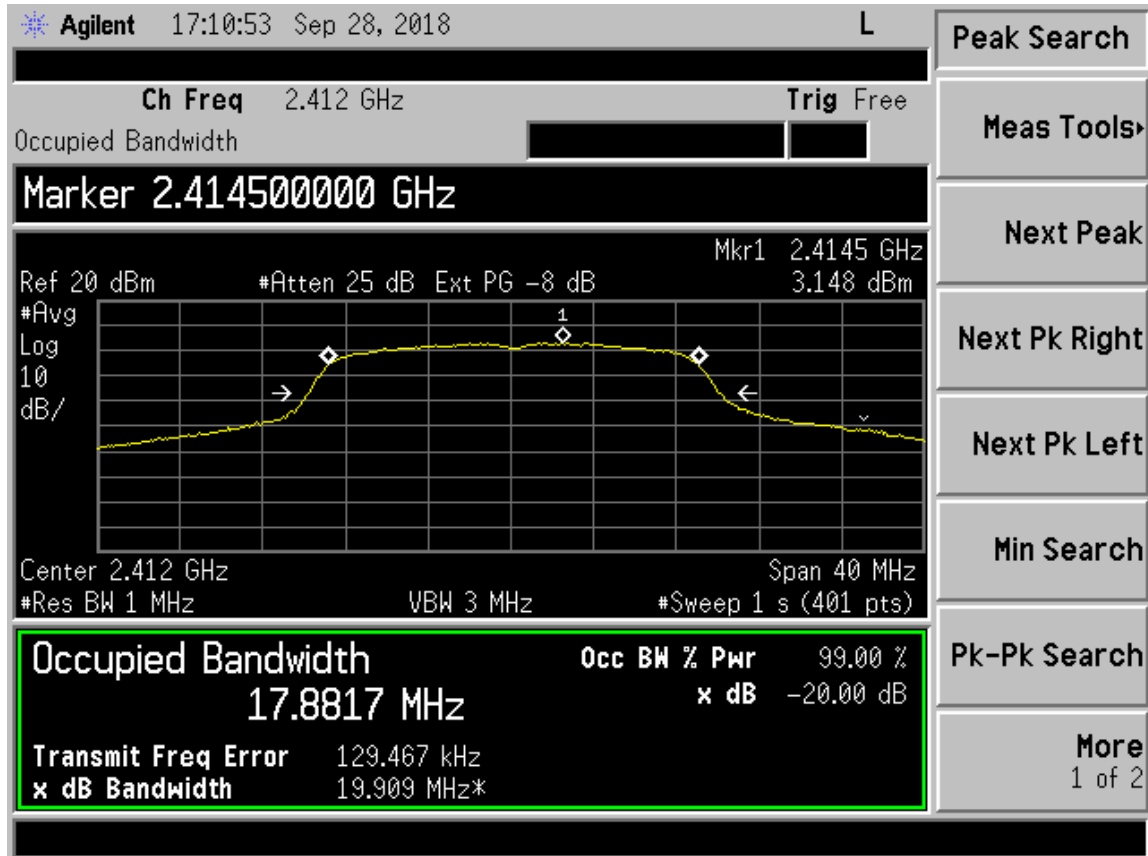 Agilent 17:10:53 Sep 28, 2018 L
Peak Search
Ch Freq 2.412 GHz Trig Free
Occupied Bandwidth
Meas Tools
Marker 2.414500000 GHz
Next Peak
Mkr1 2.4145 GHz
Ref 20 dBm #Atten 25 dB Ext PG -8 dB 3.148 dBm
#Avg
Log
10
dB/
1
Next Pk Right
Next Pk Left
Center 2.412 GHz Span 40 MHz
#Res BW 1 MHz VBW 3 MHz #Sweep 1 s (401 pts)
Min Search
Occupied Bandwidth Occ BW % Pwr 99.00 %
17.8817 MHz x dB -20.00 dB
Pk-Pk Search
Transmit Freq Error 129.467 kHz
x dB Bandwidth 19.909 MHz*
More
1 of 2